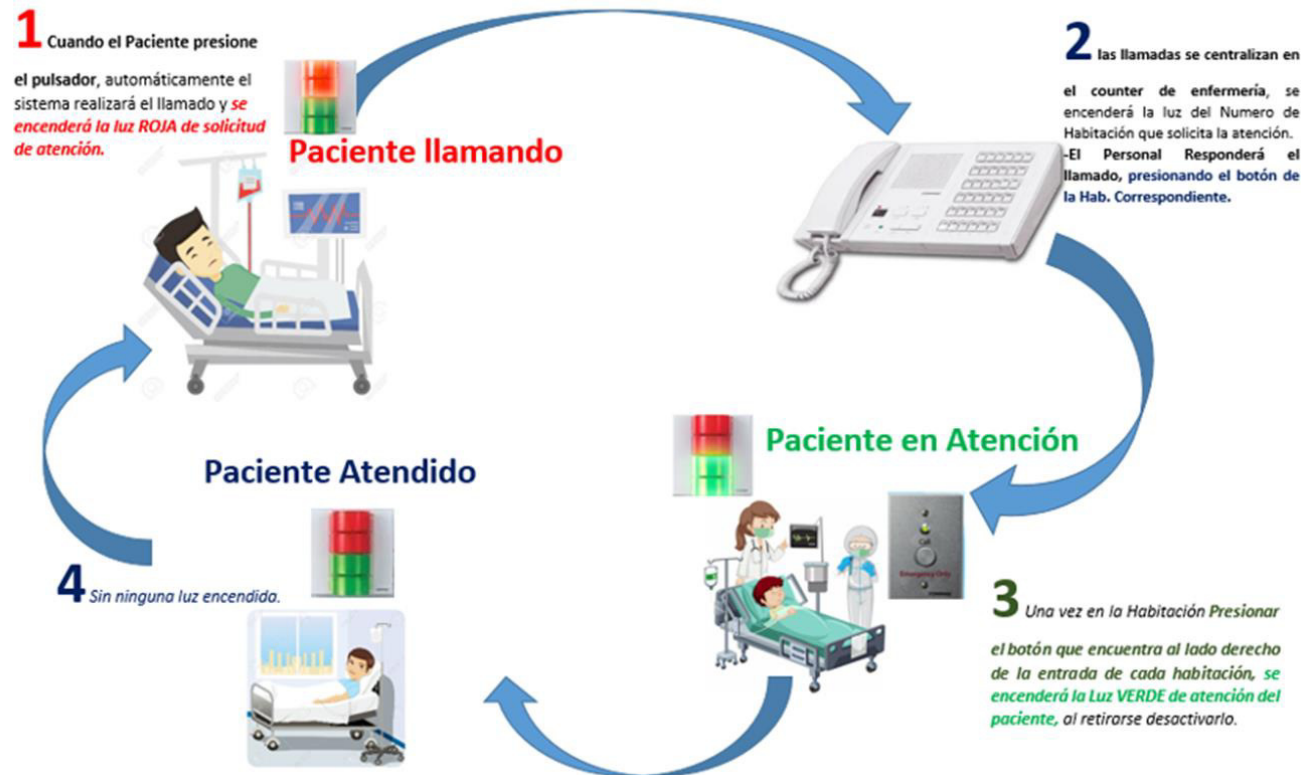 1 Cuando el Paciente presione
el pulsador, automáticamente el
sistema realizará el llamado y se
encenderá la luz ROJA de solicitud
de atención.
Paciente llamando
2 las llamadas se centralizan en
el counter de enfermería, se
encenderá la luz del Numero de
Habitación que solicita la atención.
-El Personal Responderá el
llamado, presionando el botón de
la Hab. Correspondiente.
Paciente en Atención
Call
Emergency Only
3 Una vez en la Habitación Presionar
el botón que encuentra al lado derecho
de la entrada de cada habitación, se
encenderá la Luz VERDE de atención del
paciente, al retirarse desactivarlo.
Paciente Atendido
4 Sin ninguna luz encendido.